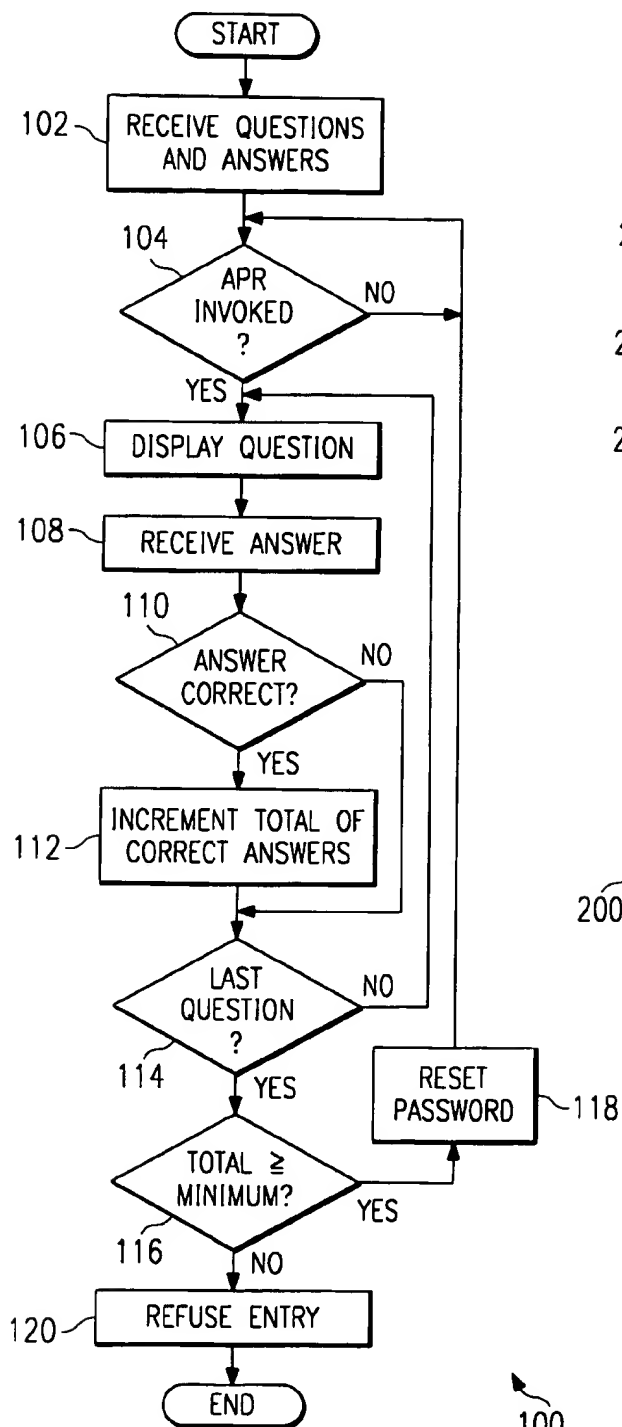 START
102
RECEIVE QUESTIONS
AND ANSWERS
104
APR
INVOKED
?
NO
YES
106
DISPLAY QUESTION
108
RECEIVE ANSWER
110
ANSWER
CORRECT?
NO
YES
112
INCREMENT TOTAL OF
CORRECT ANSWERS
200
LAST
QUESTION
?
NO
114
YES
RESET
PASSWORD
118
TOTAL ≧
MINIMUM?
YES
116
NO
120
REFUSE ENTRY
END
100